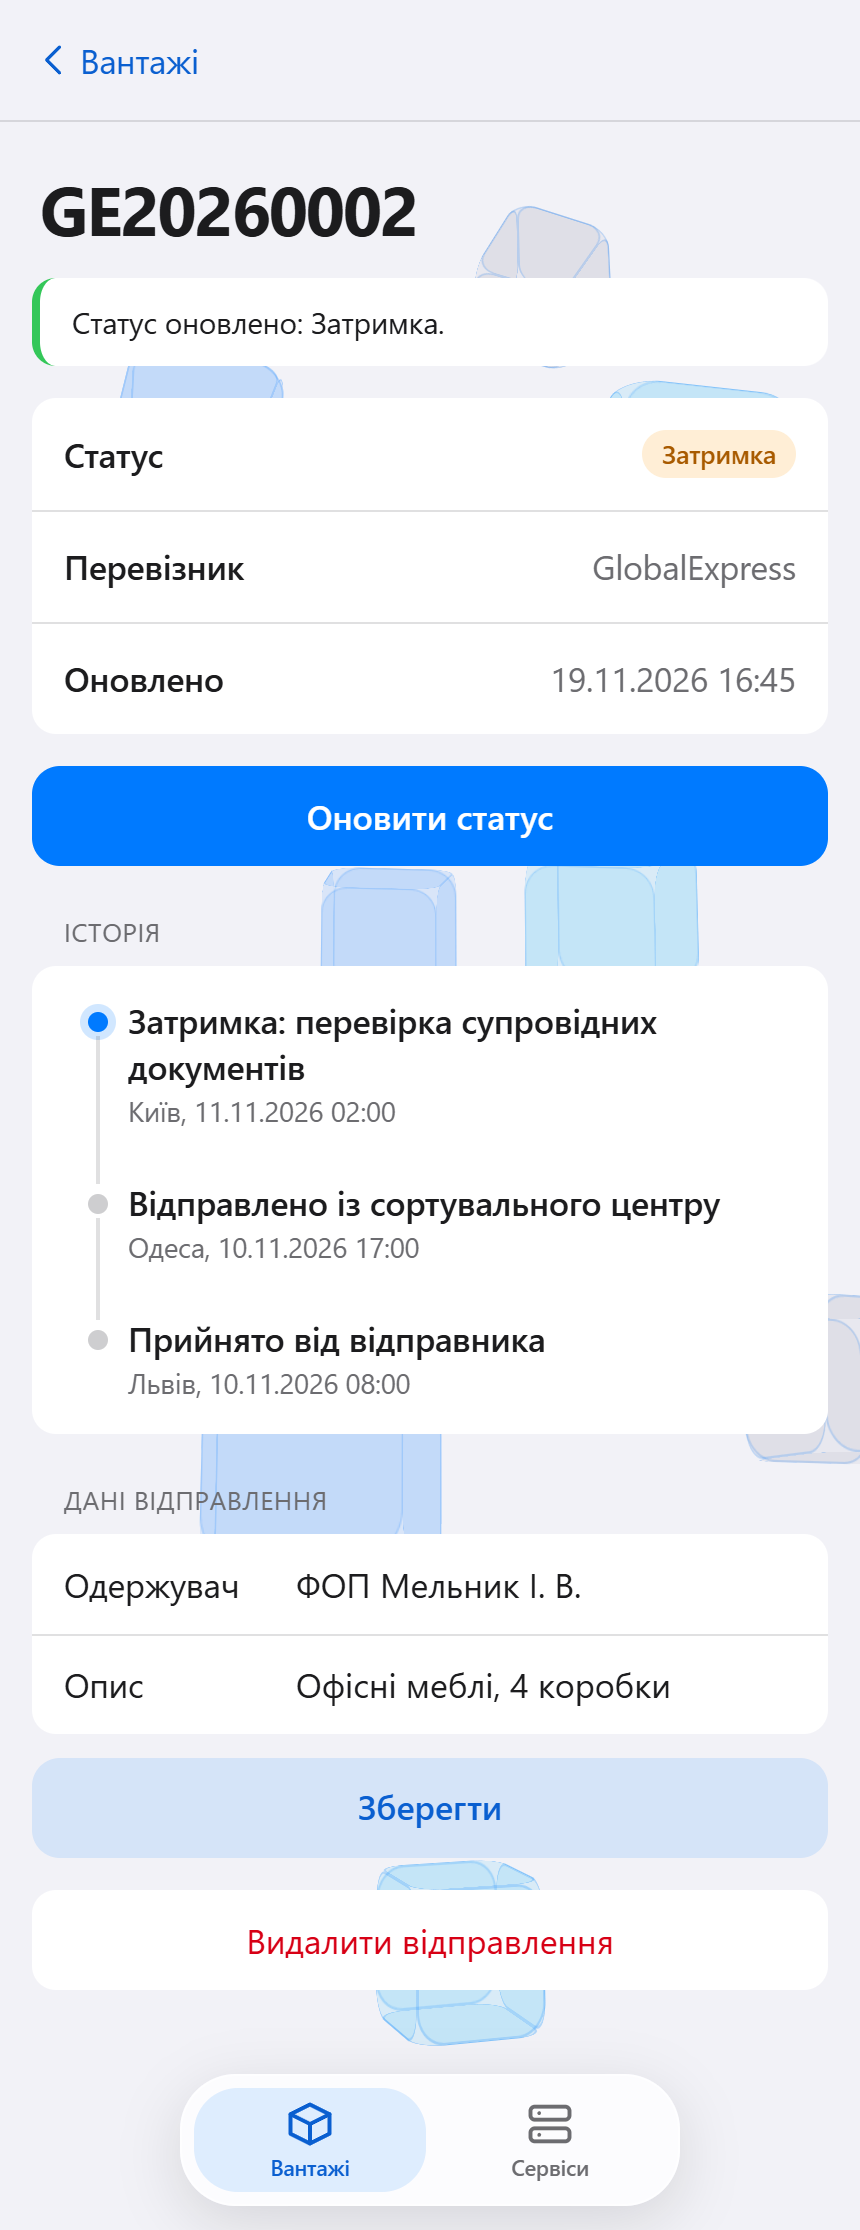 Вантажі
GE20260002
Статус оновлено: Затримка.
Статус
Затримка
Перевізник
GlobalExpress
Оновлено
19.11.2026 16:45
Оновити статус
ІСТОРІЯ
Затримка: перевірка супровідних
документів
Київ, 11.11.2026 02:00
Відправлено із сортувального центру
Одеса, 10.11.2026 17:00
Прийнято від відправника
Львів, 10.11.2026 08:00
ДАНІ ВІДПРАВЛЕННЯ
Одержувач
ФОП Мельник І. В.
Опис
Офісні меблі, 4 коробки
Зберегти
Видалити відправлення
Вантажі
Сервіси